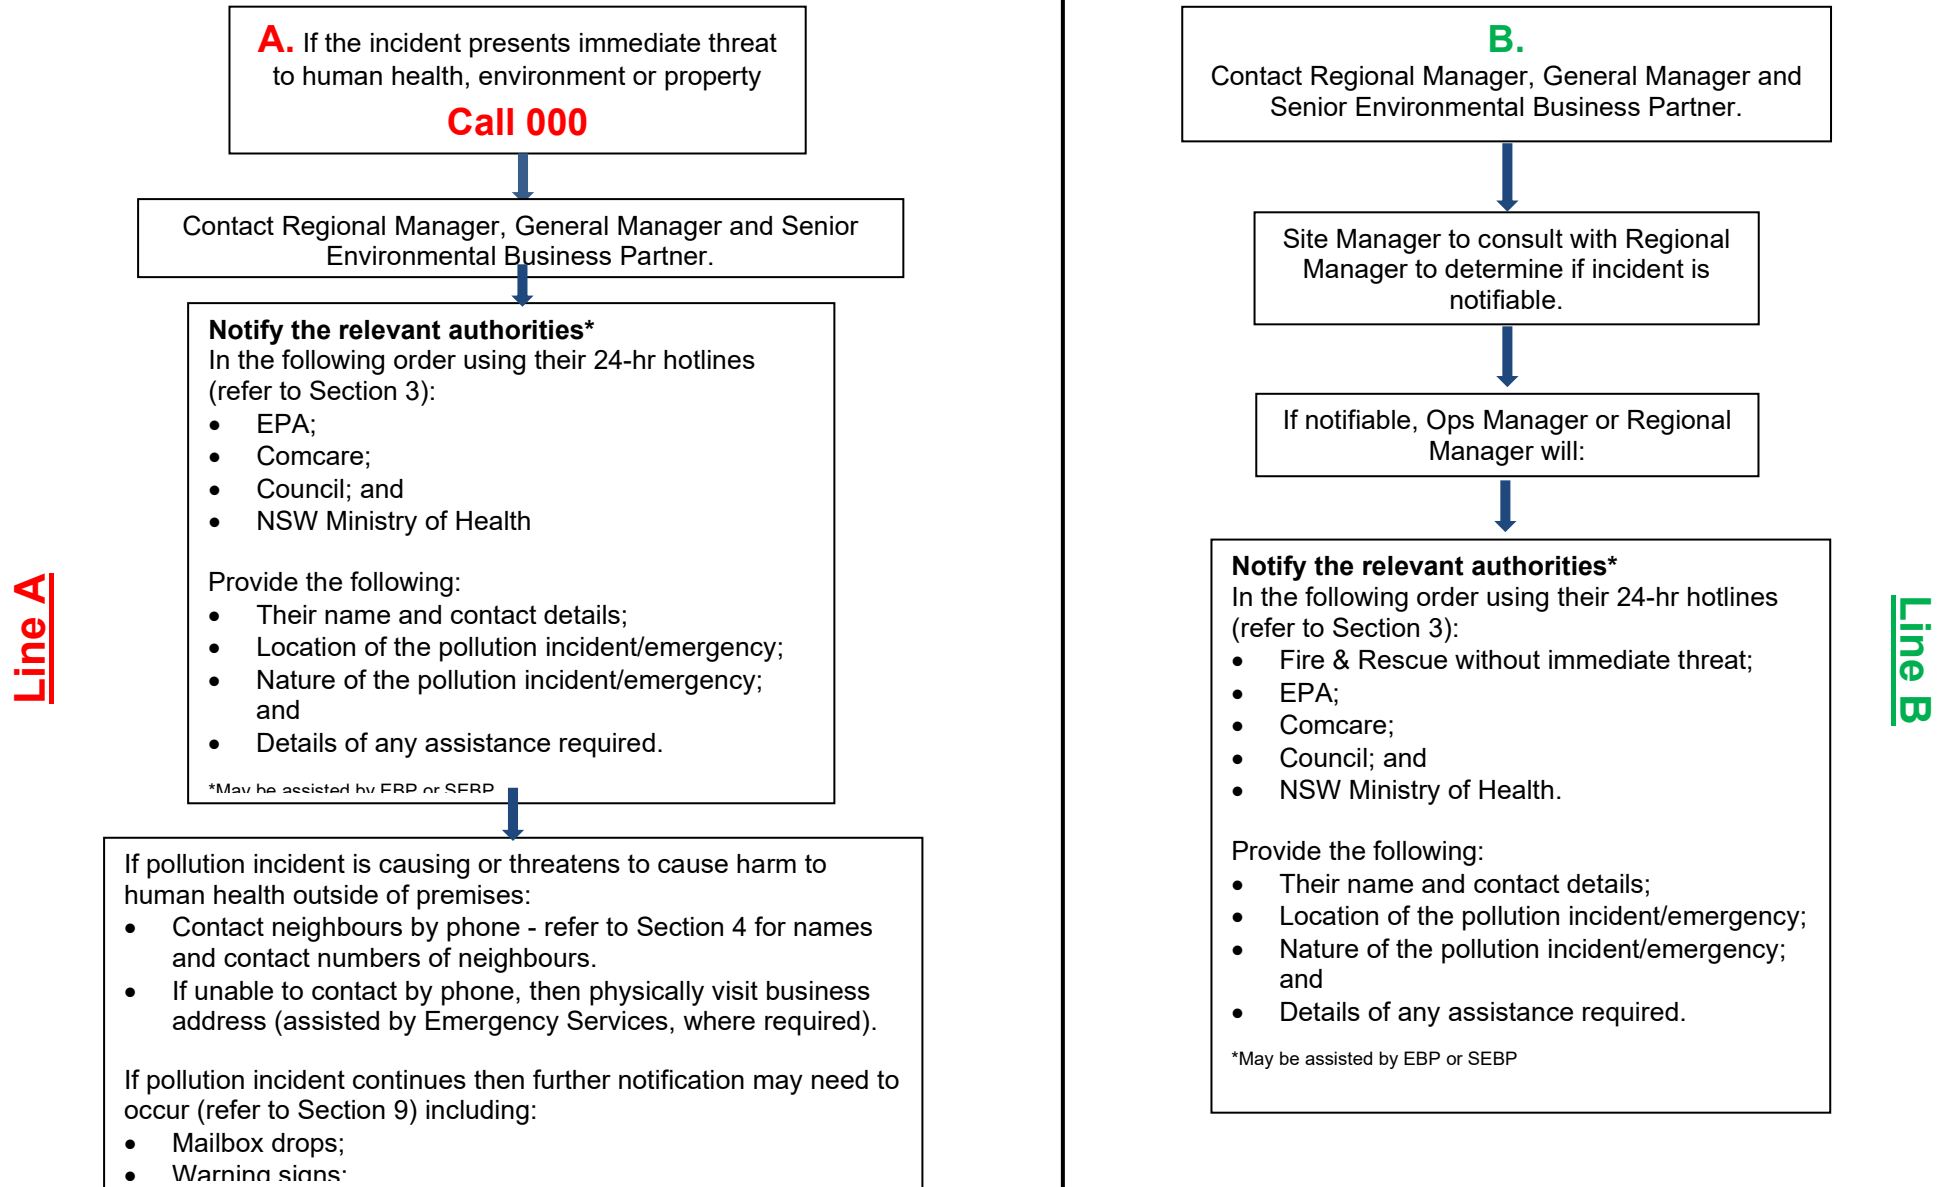 A. If the incident presents immediate threat
to human health, environment or property
Call 000
Contact Regional Manager, General Manager and Senior
Environmental Business Partner.
Notify the relevant authorities*
In the following order using their 24-hr hotlines
(refer to Section 3):
• EPA;
• Comcare;
• Council; and
• NSW Ministry of Health
Provide the following:
• Their name and contact details;
• Location of the pollution incident/emergency;
• Nature of the pollution incident/emergency;
and
• Details of any assistance required.
*May be assisted by EBP or SEBP
If pollution incident is causing or threatens to cause harm to
human health outside of premises:
• Contact neighbours by phone - refer to Section 4 for names
and contact numbers of neighbours.
• If unable to contact by phone, then physically visit business
address (assisted by Emergency Services, where required).
If pollution incident continues then further notification may need to
occur (refer to Section 9) including:
• Mailbox drops;
• Warning signs;
Line A
B.
Contact Regional Manager, General Manager and
Senior Environmental Business Partner.
Site Manager to consult with Regional
Manager to determine if incident is
notifiable.
If notifiable, Ops Manager or Regional
Manager will:
Notify the relevant authorities*
In the following order using their 24-hr hotlines
(refer to Section 3):
• Fire & Rescue without immediate threat;
• EPA;
• Comcare;
• Council; and
• NSW Ministry of Health.
Provide the following:
• Their name and contact details;
• Location of the pollution incident/emergency;
• Nature of the pollution incident/emergency;
and
• Details of any assistance required.
*May be assisted by EBP or SEBP
Line B